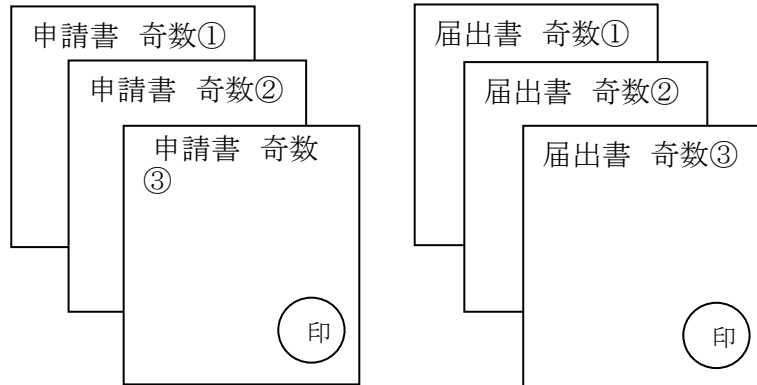 申請書 奇数①
申請書 奇数②
申請書 奇数
③
印
届出書 奇数①
届出書 奇数②
届出書 奇数③
印